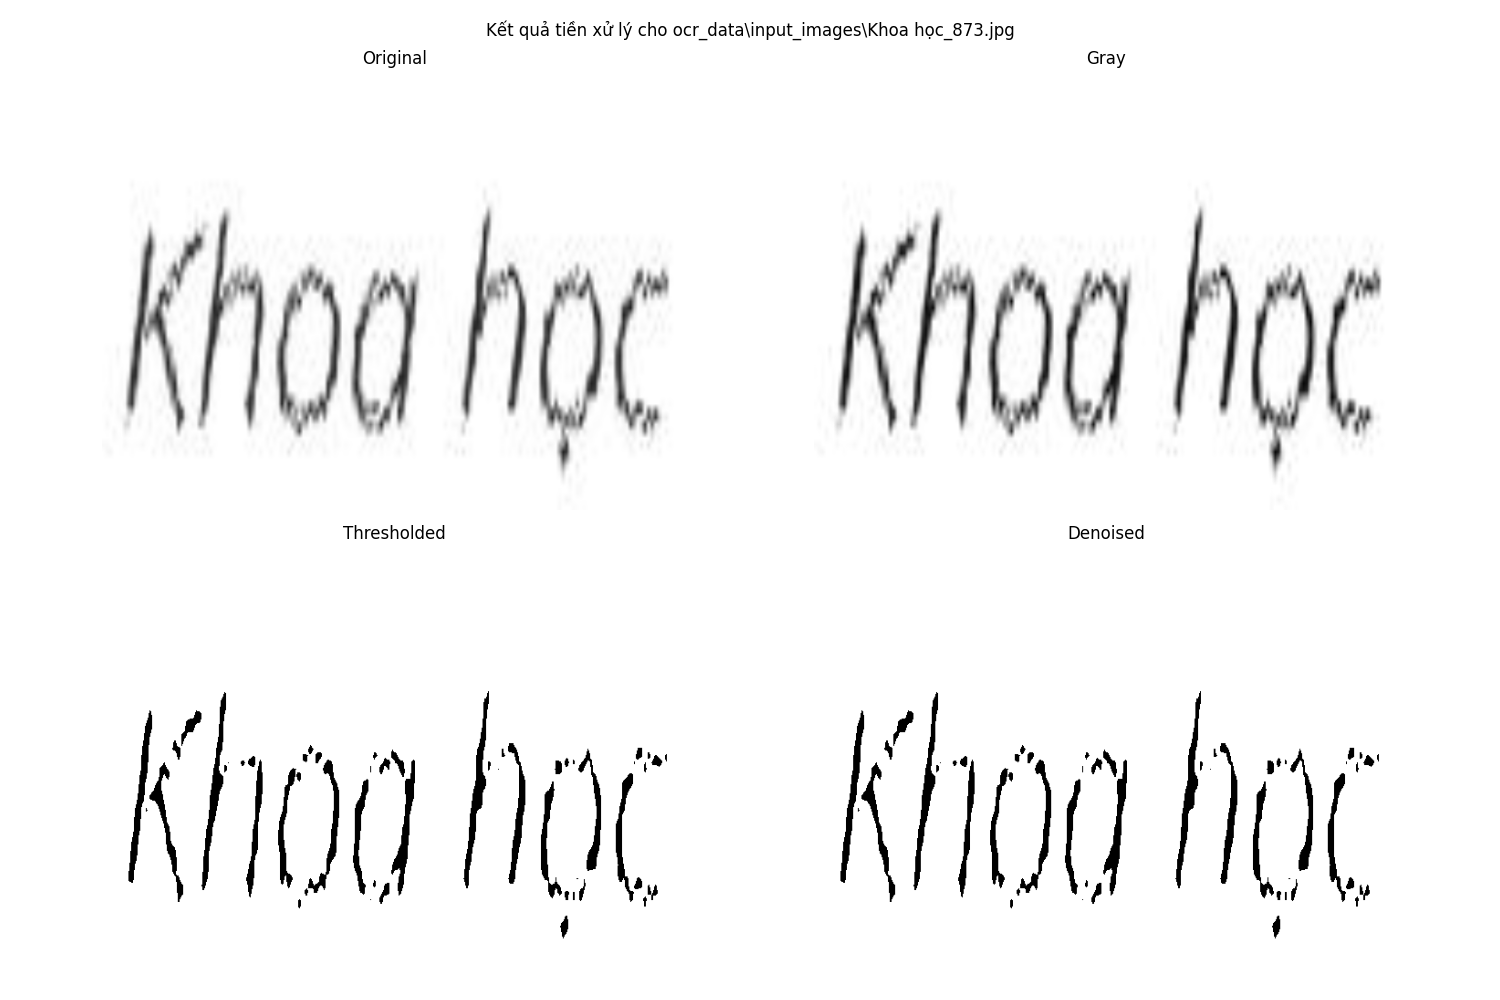 Kết quả tiền xử lý cho ocr_data\input_images\Khoa học_873.jpg
Original
Gray
Khoa học
Khoa học
Thresholded
Denoised
Khoa học
Khoa học